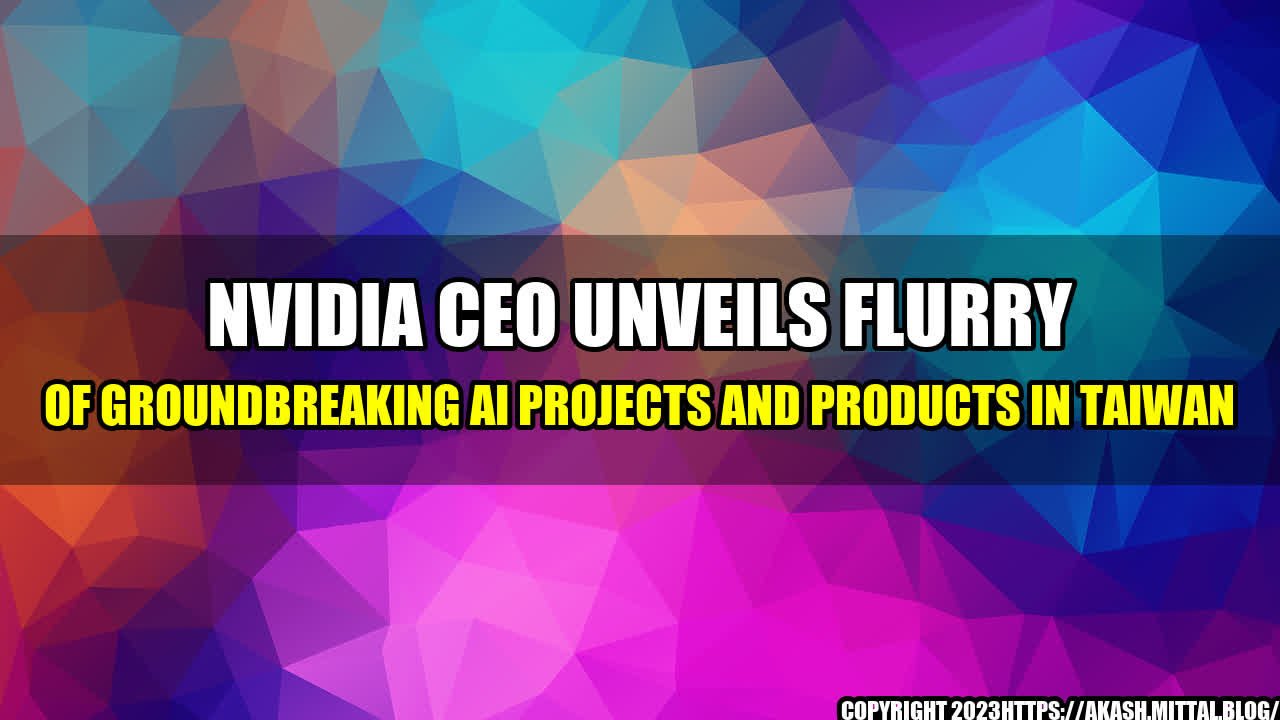 NVIDIA CEO UNVEILS FLURRY
OF GROUNDBREAKING AI PROJECTS AND PRODUCTS IN TAIWAN
COPYRIGHT 2023HTTPS://AKASH.MITTAL.BLOG/